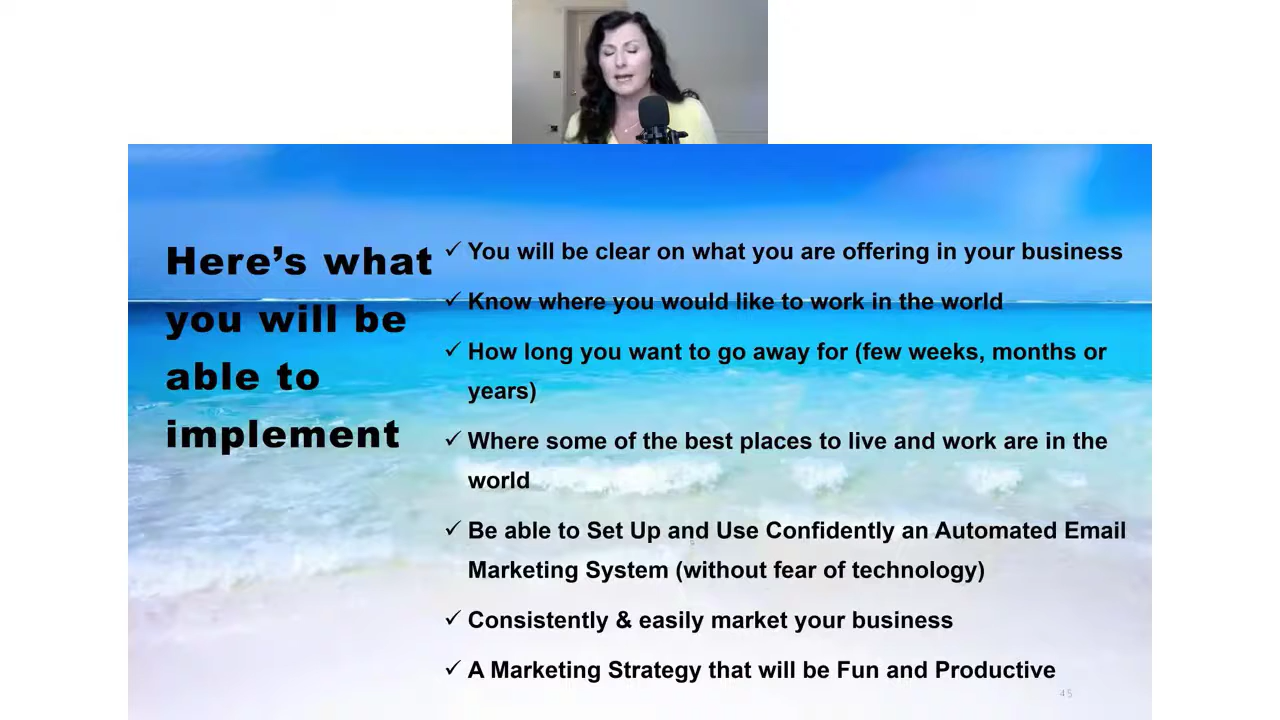 Here’s what
you will be
able to
implement
✓ You will be clear on what you are offering in your business
✓ Know where you would like to work in the world
✓ How long you want to go away for (few weeks, months or
years)
✓ Where some of the best places to live and work are in the
world
✓ Be able to Set Up and Use Confidently an Automated Email
Marketing System (without fear of technology)
✓ Consistently & easily market your business
✓ A Marketing Strategy that will be Fun and Productive
45